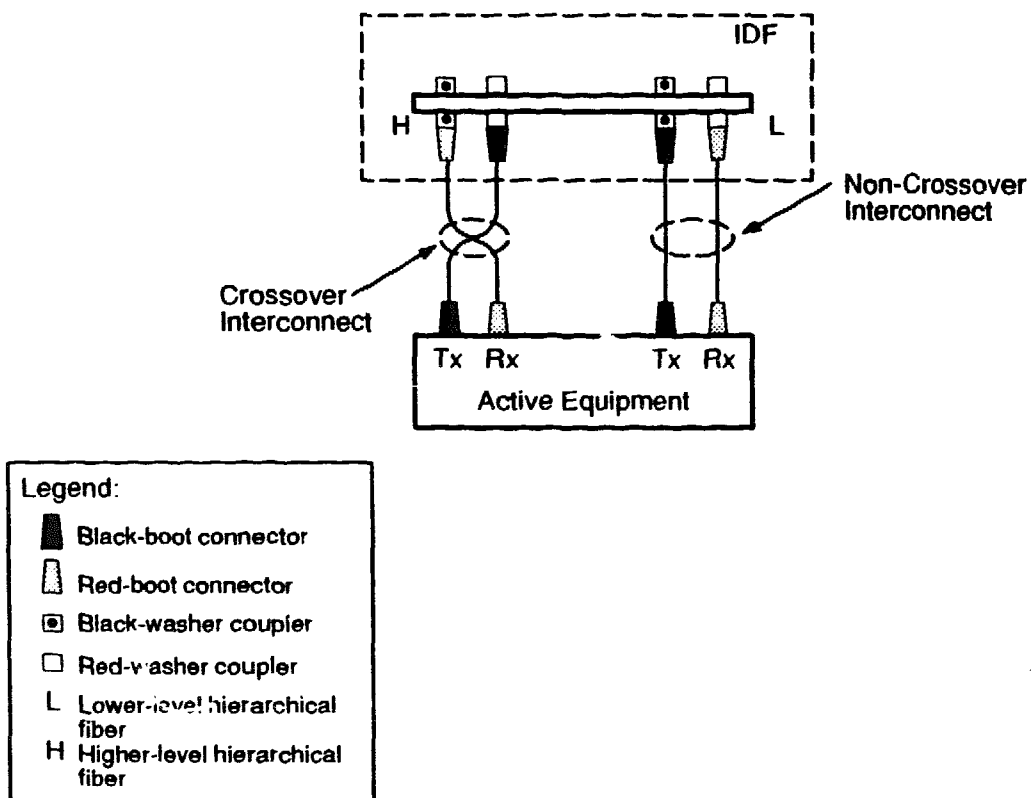 IDF
H
L
Non-Crossover
Interconnect
Crossover
Interconnect
Tx Rx
Tx Rx
Active Equipment
Legend:
Black-boot connector
Red-boot connector
Black-washer coupler
Red-washer coupler
L Lower-level hierarchical
fiber
H Higher-level hierarchical
fiber